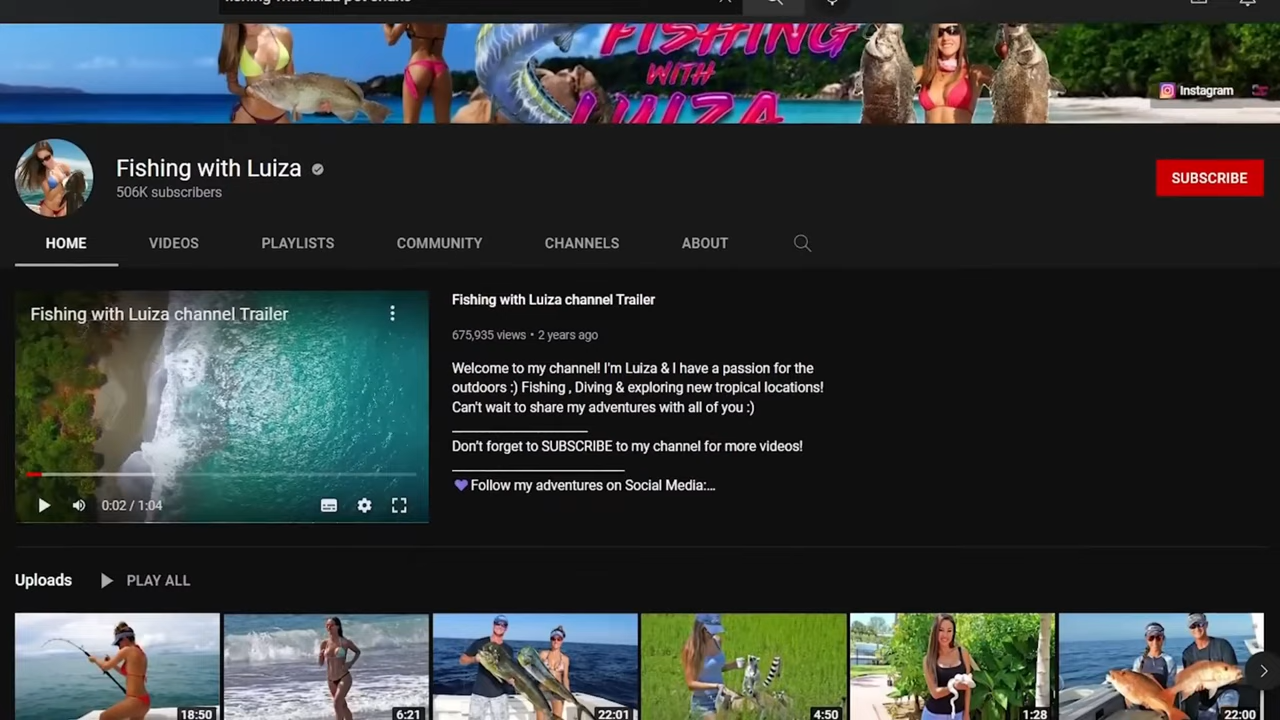 FISHING
WITH
LUIZA
Instagram
Fishing with Luiza
506K subscribers
SUBSCRIBE
HOME VIDEOS PLAYLISTS COMMUNITY CHANNELS ABOUT
Fishing with Luiza channel Trailer
Fishing with Luiza channel Trailer
675,935 views • 2 years ago
Welcome to my channel! I'm Luiza & I have a passion for the
outdoors :) Fishing , Diving & exploring new tropical locations!
Can't wait to share my adventures with all of you :)
Don't forget to SUBSCRIBE to my channel for more videos!
💜Follow my adventures on Social Media:...
0:02 / 1:04
Uploads PLAY ALL
18:50 6:21 22:01 4:50 1:28 22:00